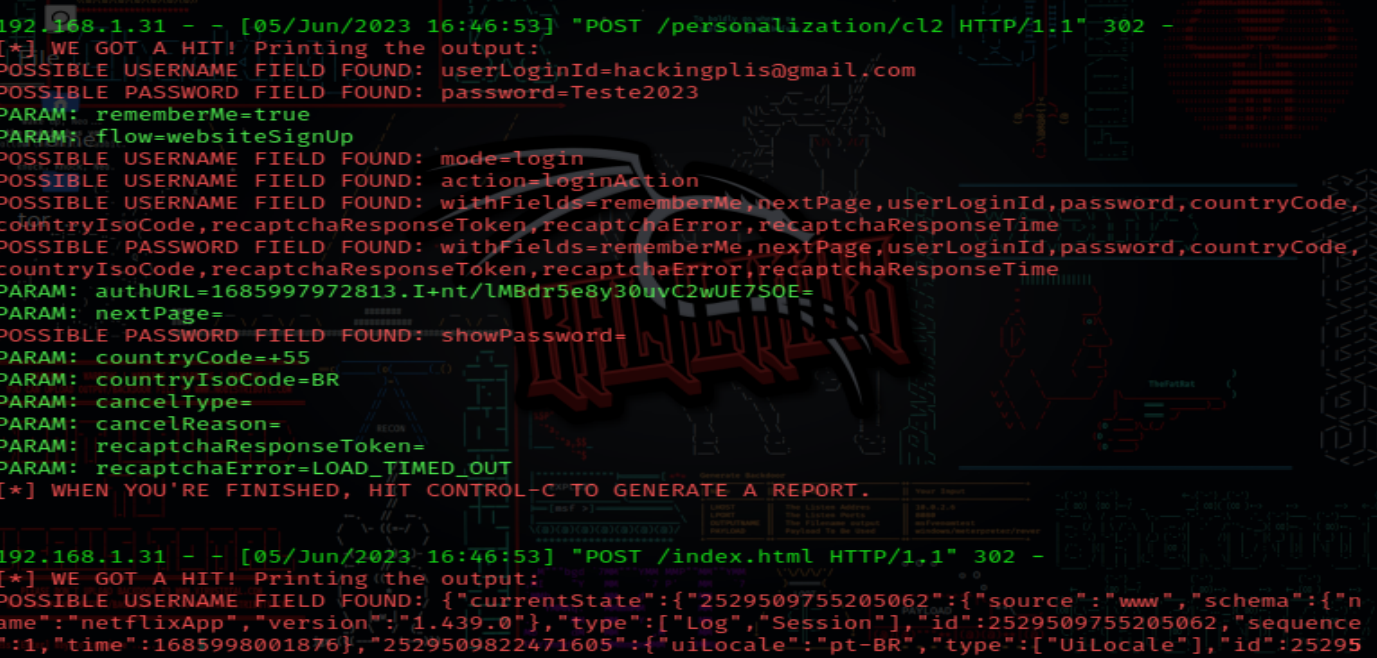 192.168.1.31 - - [05/Jun/2023 16:46:53] "POST /personalization/cl2 HTTP/1.1" 302 -
[*] WE GOT A HIT! Printing the output:
POSSIBLE USERNAME FIELD FOUND: userLoginId=hackingplis@gmail.com
POSSIBLE PASSWORD FIELD FOUND: password=Teste2023
PARAM: rememberMe=true
PARAM: flow=websiteSignUp
POSSIBLE USERNAME FIELD FOUND: mode=login
POSSIBLE USERNAME FIELD FOUND: action=loginAction
POSSIBLE USERNAME FIELD FOUND: withFields=rememberMe,nextPage,userLoginId,password,countryCode,
countryIsoCode,recaptchaResponseToken,recaptchaError,recaptchaResponseTime
POSSIBLE PASSWORD FIELD FOUND: withFields=rememberMe,nextPage,userLoginId,password,countryCode,
countryIsoCode,recaptchaResponseToken,recaptchaError,recaptchaResponseTime
PARAM: authURL=1685997972813.I+nt/lMBdr5e8y30uvC2wUE7SOE=
PARAM: nextPage=
POSSIBLE PASSWORD FIELD FOUND: showPassword=
PARAM: countryCode=+55
PARAM: countryIsoCode=BR
PARAM: cancelType=
PARAM: cancelReason=
PARAM: recaptchaResponseToken=
PARAM: recaptchaError=LOAD_TIMED_OUT
[*] WHEN YOU'RE FINISHED, HIT CONTROL-C TO GENERATE A REPORT.
192.168.1.31 - - [05/Jun/2023 16:46:53] "POST /index.html HTTP/1.1" 302 -
[*] WE GOT A HIT! Printing the output:
POSSIBLE USERNAME FIELD FOUND: {"currentState":{"2529509755205062":{"source":"www","schema":{"n
ame":"netflixApp","version":"1.439.0"},"type":["Log","Session"],"id":2529509755205062,"sequence
":1,"time":1685998001876},"252950982247 1605":{"uiLocale":"pt-BR","type":["UiLocale"],"id":25295
TheFatRat
RECON